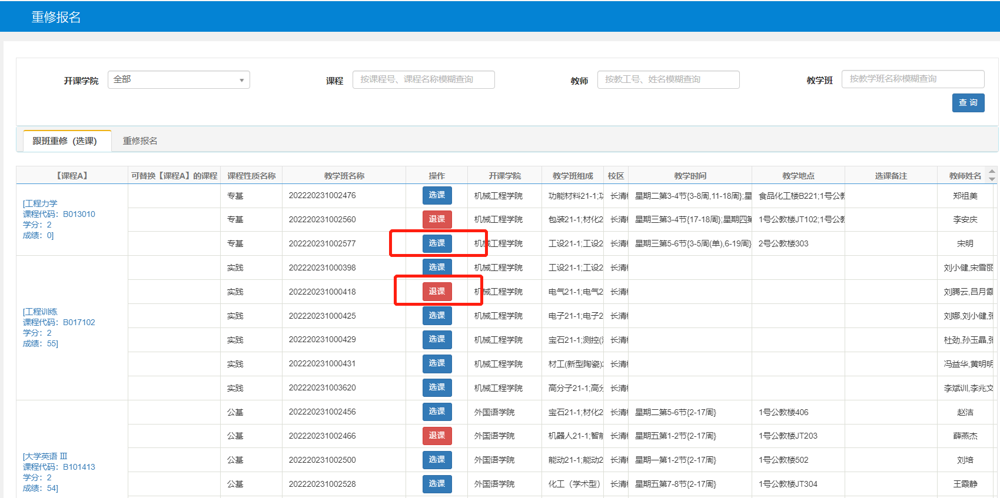 重修报名
开课学院 全部 课程 按课程号、课程名称模糊查询 教师 按教工号、姓名模糊查询 教学班 按教学班名称模糊查询
查 询
跟班重修（选课） 重修报名
【课程A】 可替换【课程A】的课程 课程性质名称 教学班名称 操作 开课学院 教学班组成 校区 教学时间 教学地点 选课备注 教师姓名
[工程力学
课程代码：B013010
学分：2
成绩：0]
专基 202220231002476 选课 机械工程学院 功能材料21-1; 长清 星期二第3-4节{3-8周,11-18周};星 食品化工楼B221;1号公教 郑祖美
专基 202220231002560 退课 机械工程学院 包装21-1;材化2 长清 星期三第3-4节{17-18周};星期四第 1号公教楼JT102;1号公教 李安庆
专基 202220231002577 选课 机械工程学院 工设21-1;工设2 长清 星期三第5-6节{3-5周(单),6-19周} 2号公教楼303 宋明
[工程训练
课程代码：B017102
学分：2
成绩：55]
实践 202220231000398 选课 机械工程学院 工设21-1;工设2 长清 刘小健,宋雪丽
实践 202220231000418 退课 机械工程学院 电气21-1;电气2 长清 刘腾云,吕月霞
实践 202220231000425 选课 机械工程学院 电子21-1;电子2 长清 刘娜,刘小健,张
实践 202220231000429 选课 机械工程学院 宝石21-1;测控( 长清 杜劲,孙玉晶,张
实践 202220231000431 选课 机械工程学院 材工(新型陶瓷)2 长清 冯益华,黄明明
实践 202220231003620 选课 机械工程学院 高分子21-1;高分 长清 李斌训,李兆文
[大学英语 Ⅲ
课程代码：B101413
学分：2
成绩：54]
公基 202220231002456 选课 外国语学院 宝石21-1;材化2 长清 星期二第5-6节{2-17周} 1号公教楼406 赵洁
公基 202220231002466 退课 外国语学院 机器人21-1;智能 长清 星期五第1-2节{2-17周} 1号公教楼JT203 薛燕杰
公基 202220231002500 选课 外国语学院 能动21-1;能动2 长清 星期一第1-2节{2-17周} 1号公教楼502 刘培
公基 202220231002528 选课 外国语学院 化工（学术型） 长清 星期五第7-8节{2-17周} 1号公教楼JT304 王霞静